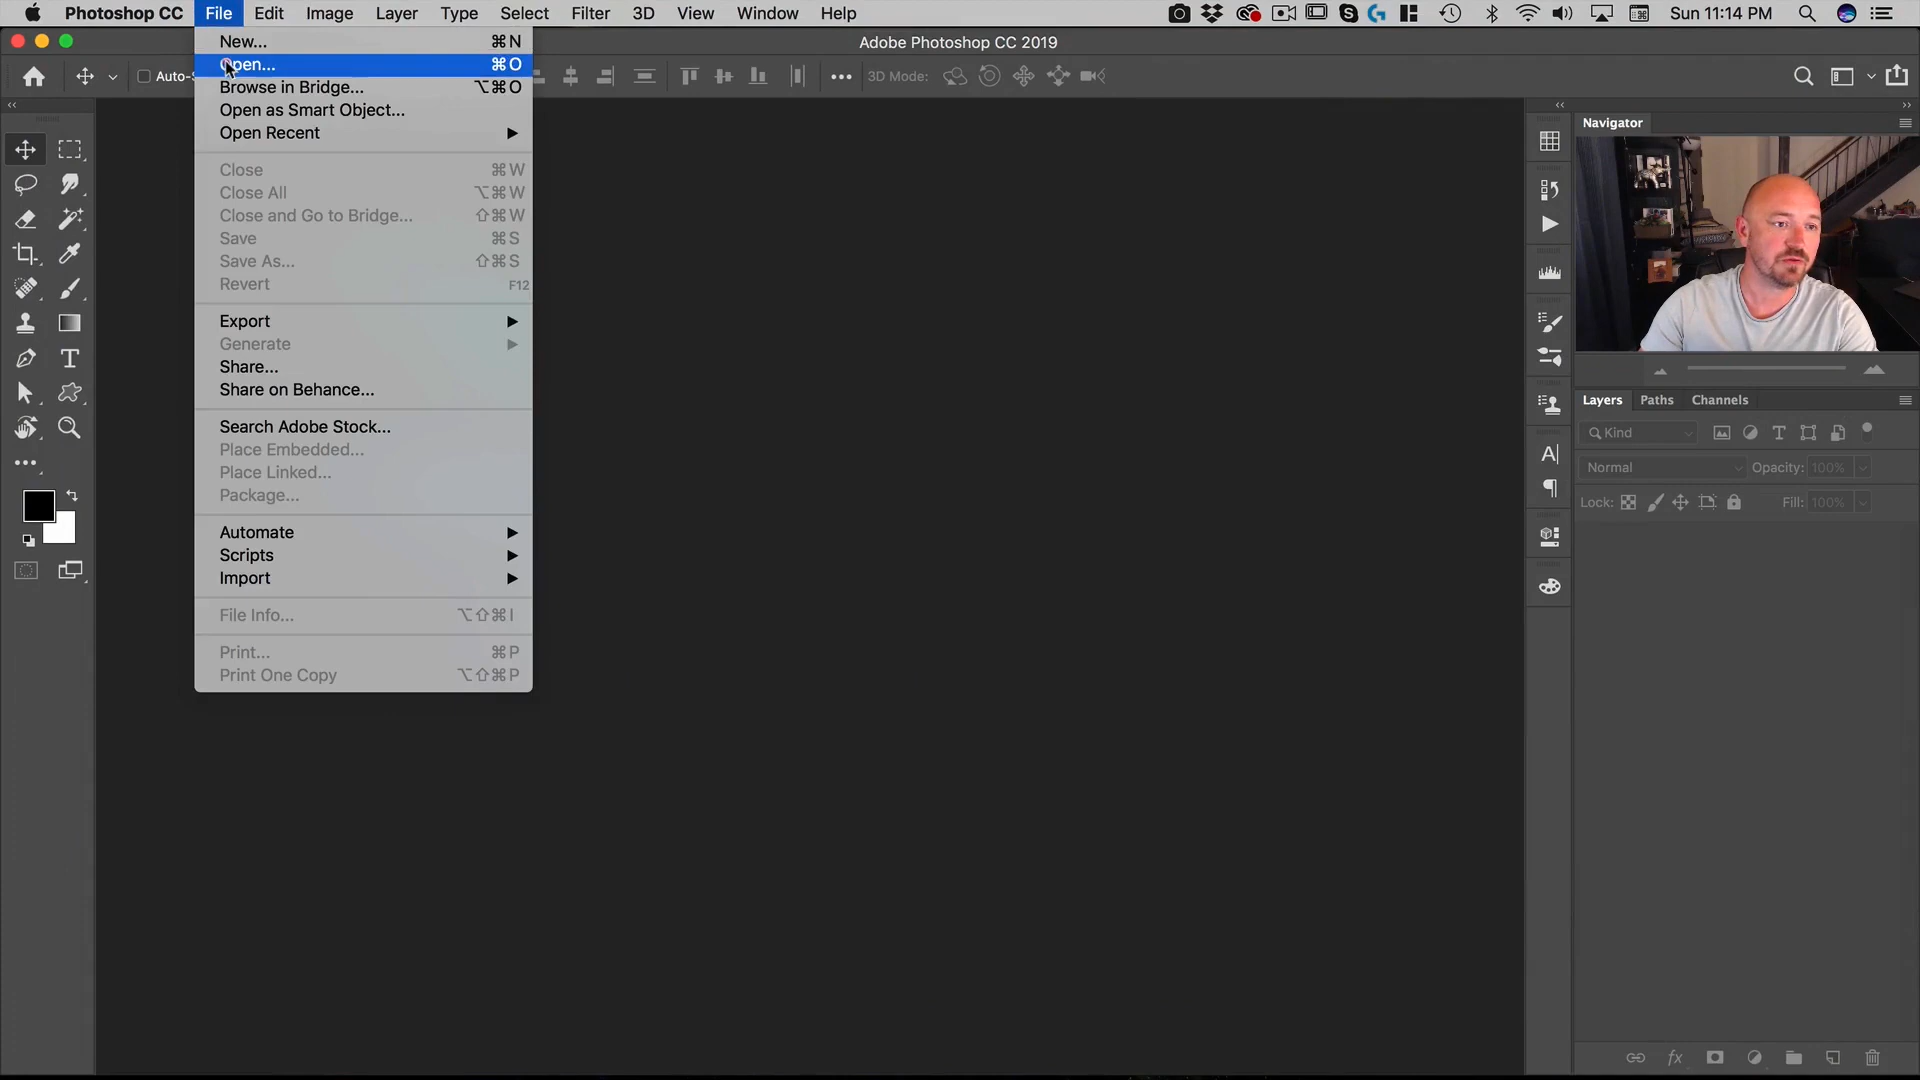 Photoshop CC File Edit Image Layer Type Select Filter 3D View Window Help Sun 11:14 PM
Adobe Photoshop CC 2019
New... ⌘N
Open... ⌘O
Auto-S 3D Mode:
Browse in Bridge... ⌥⌘O
Open as Smart Object...
Open Recent
Close ⌘W
Close All ⌥⌘W
Close and Go to Bridge... ⇧⌘W
Save ⌘S
Save As... ⇧⌘S
Revert F12
Export
Generate
Share...
Share on Behance...
Search Adobe Stock...
Place Embedded...
Place Linked...
Package...
Automate
Scripts
Import
File Info... ⌥⇧⌘I
Print... ⌘P
Print One Copy ⌥⇧⌘P
Navigator
Layers Paths Channels
Kind
Normal Opacity: 100%
Lock: Fill: 100%